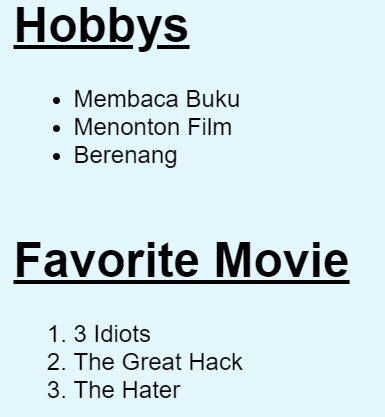 Hobbys
• Membaca Buku
• Menonton Film
• Berenang
Favorite Movie
1. 3 Idiots
2. The Great Hack
3. The Hater